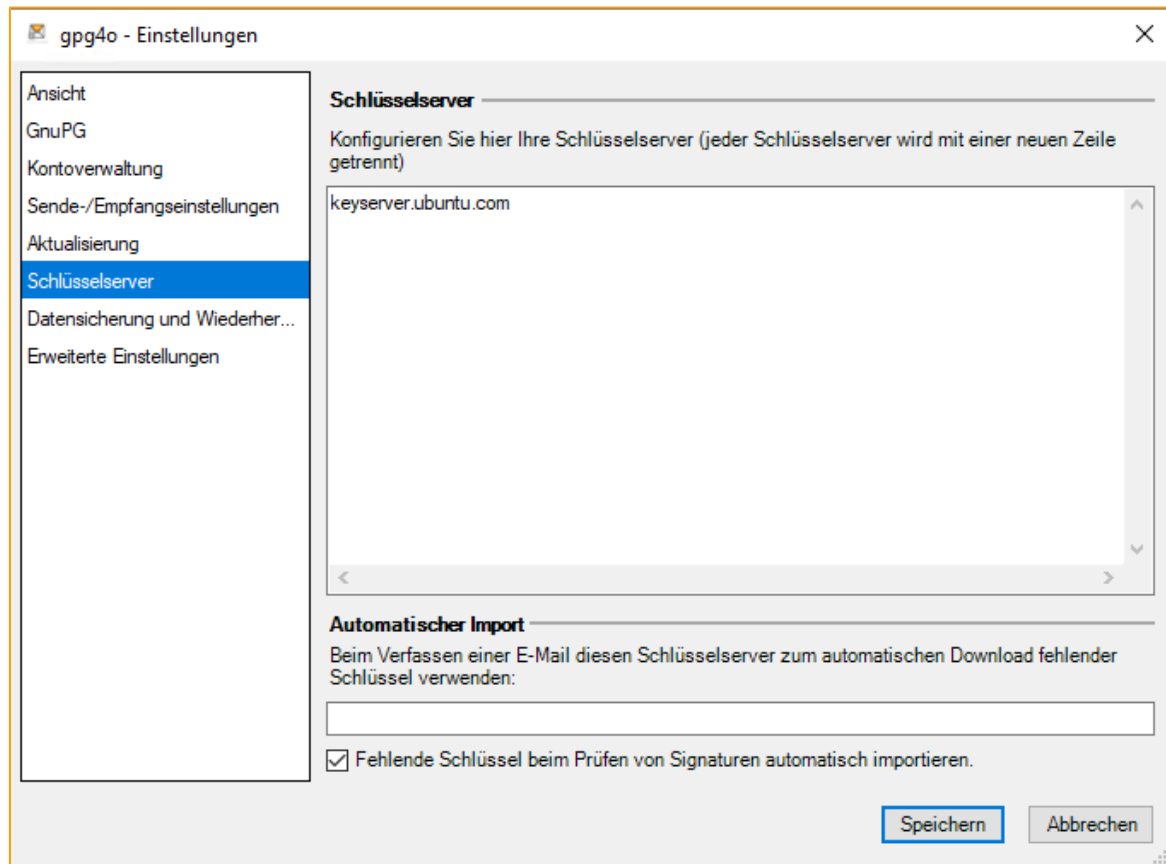 gpg4o - Einstellungen
Ansicht
GnuPG
Kontoverwaltung
Sende-/Empfangseinstellungen
Aktualisierung
Schlüsselserver
Datensicherung und Wiederher...
Erweiterte Einstellungen
Schlüsselserver
Konfigurieren Sie hier Ihre Schlüsselserver (jeder Schlüsselserver wird mit einer neuen Zeile
getrennt)
keyserver.ubuntu.com
Automatischer Import
Beim Verfassen einer E-Mail diesen Schlüsselserver zum automatischen Download fehlender
Schlüssel verwenden:
Fehlende Schlüssel beim Prüfen von Signaturen automatisch importieren.
Speichern
Abbrechen